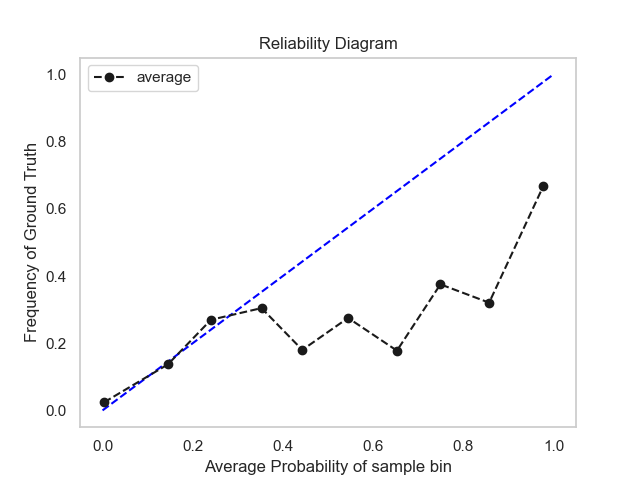 Reliability Diagram
average
Frequency of Ground Truth
1.0
0.8
0.6
0.4
0.2
0.0
0.0 0.2 0.4 0.6 0.8 1.0
Average Probability of sample bin